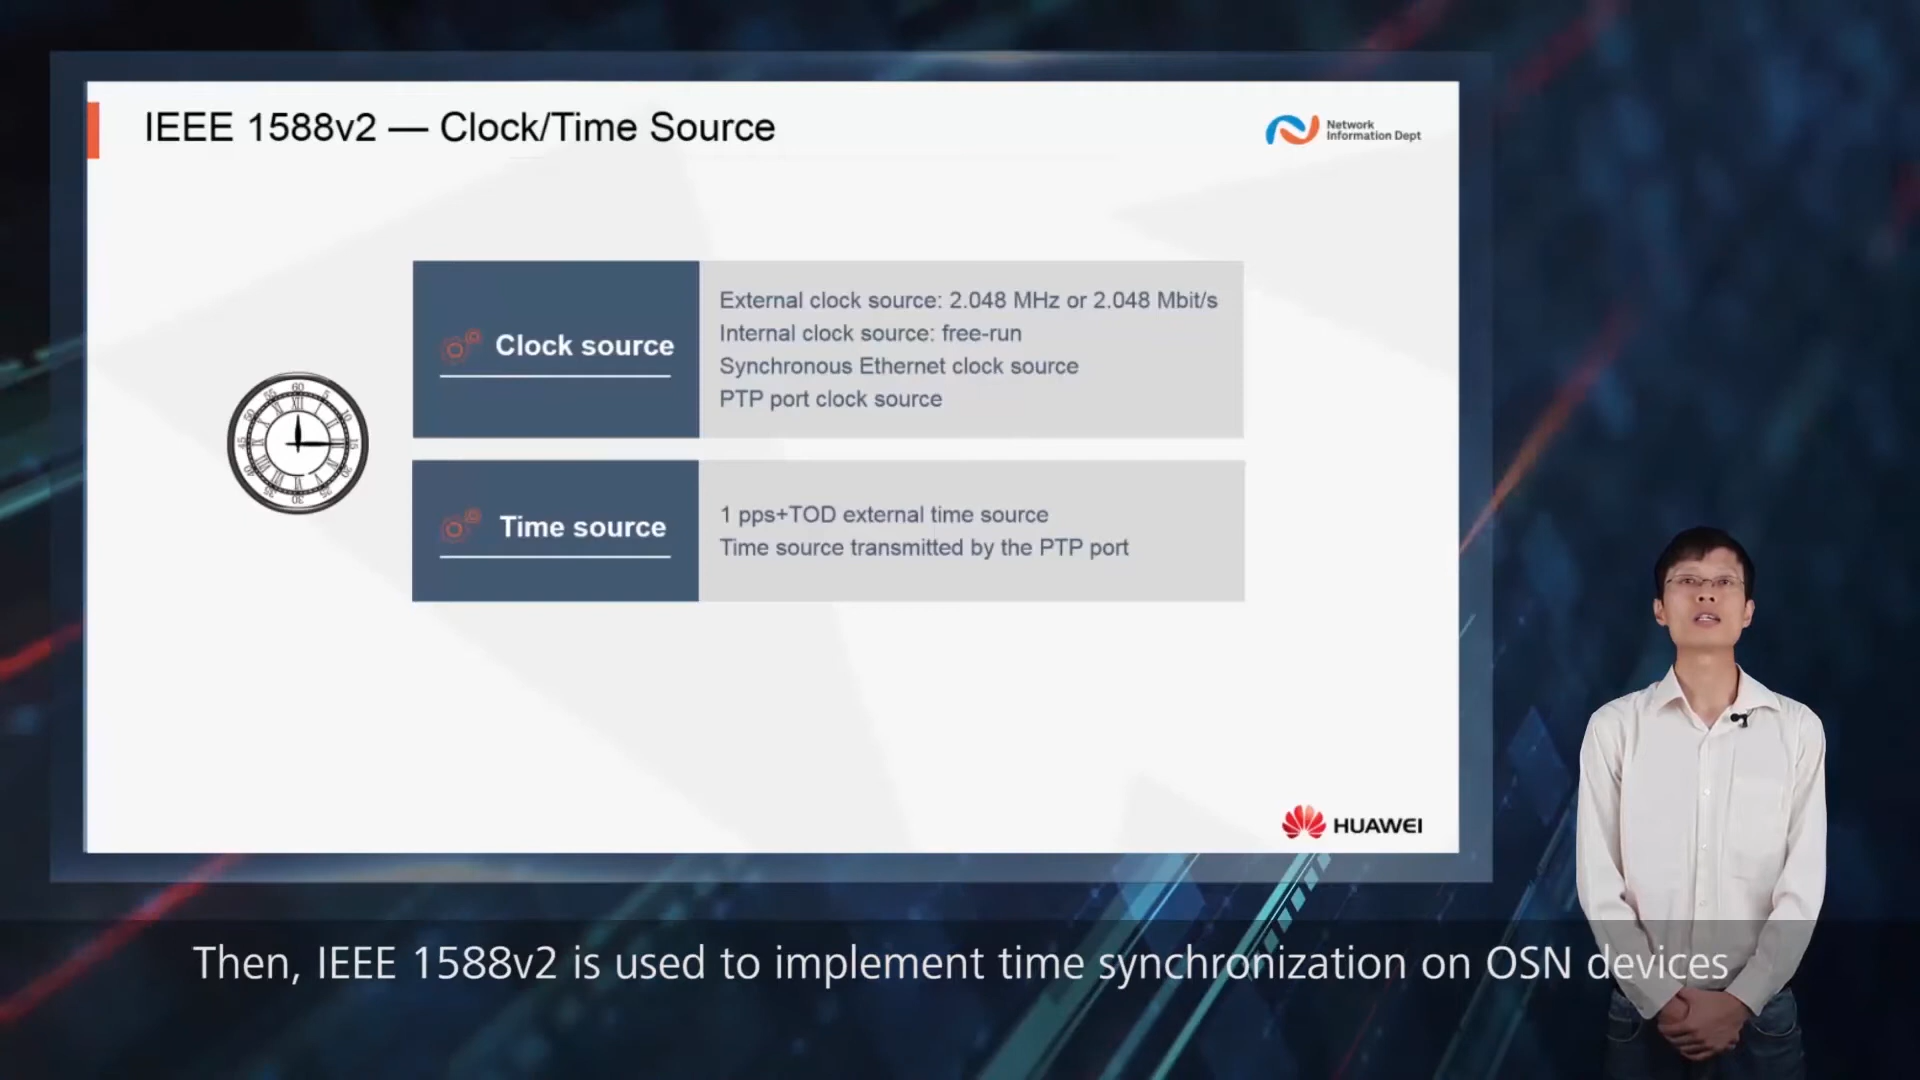 IEEE 1588v2 — Clock/Time Source
Network
Information Dept
Clock source
External clock source: 2.048 MHz or 2.048 Mbit/s
Internal clock source: free-run
Synchronous Ethernet clock source
PTP port clock source
Time source
1 pps+TOD external time source
Time source transmitted by the PTP port
HUAWEI
Then, IEEE 1588v2 is used to implement time synchronization on OSN devices